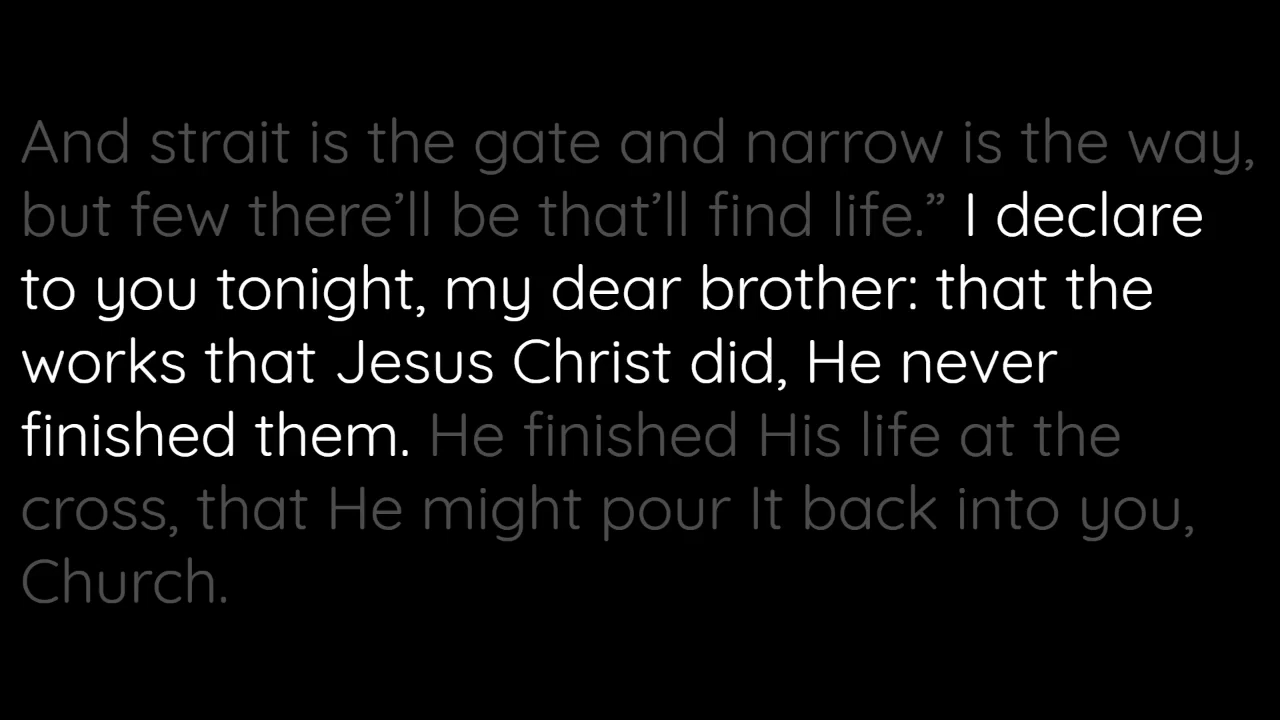 And strait is the gate and narrow is the way,
but few there’ll be that’ll find life.” I declare
to you tonight, my dear brother: that the
works that Jesus Christ did, He never
finished them. He finished His life at the
cross, that He might pour It back into you,
Church.